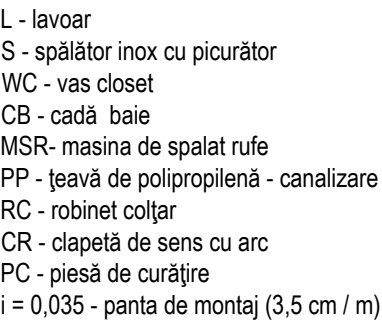 L - lavoar
S - spălător inox cu picurător
WC - vas closet
CB - cadă  baie
MSR- masina de spalat rufe
PP - ţeavă de polipropilenă - canalizare
RC - robinet colţar
CR - clapetă de sens cu arc
PC - piesă de curăţire
i = 0,035 - panta de montaj (3,5 cm / m)